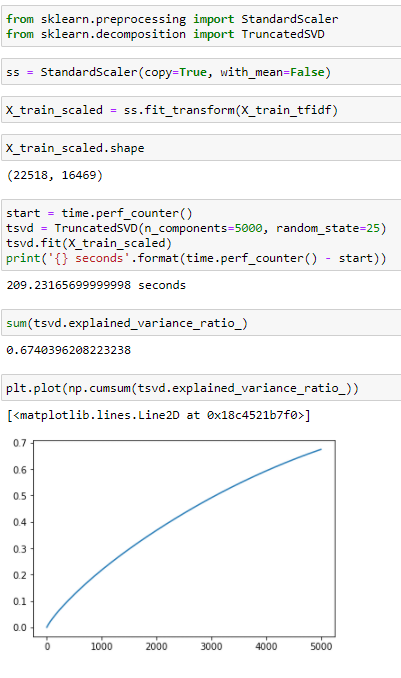 from sklearn.preprocessing import StandardScaler
from sklearn.decomposition import TruncatedSVD
ss = StandardScaler(copy=True, with_mean=False)
X_train_scaled = ss.fit_transform(X_train_tfidf)
X_train_scaled.shape
(22518, 16469)
start = time.perf_counter()
tsvd = TruncatedSVD(n_components=5000, random_state=25)
tsvd.fit(X_train_scaled)
print('{} seconds'.format(time.perf_counter() - start))
209.23165699999998 seconds
sum(tsvd.explained_variance_ratio_)
0.6740396208223238
plt.plot(np.cumsum(tsvd.explained_variance_ratio_))
[<matplotlib.lines.Line2D at 0x18c4521b7f0>]
0.7
0.6
0.5
0.4
0.3
0.2
0.1
0.0
0 1000 2000 3000 4000 5000